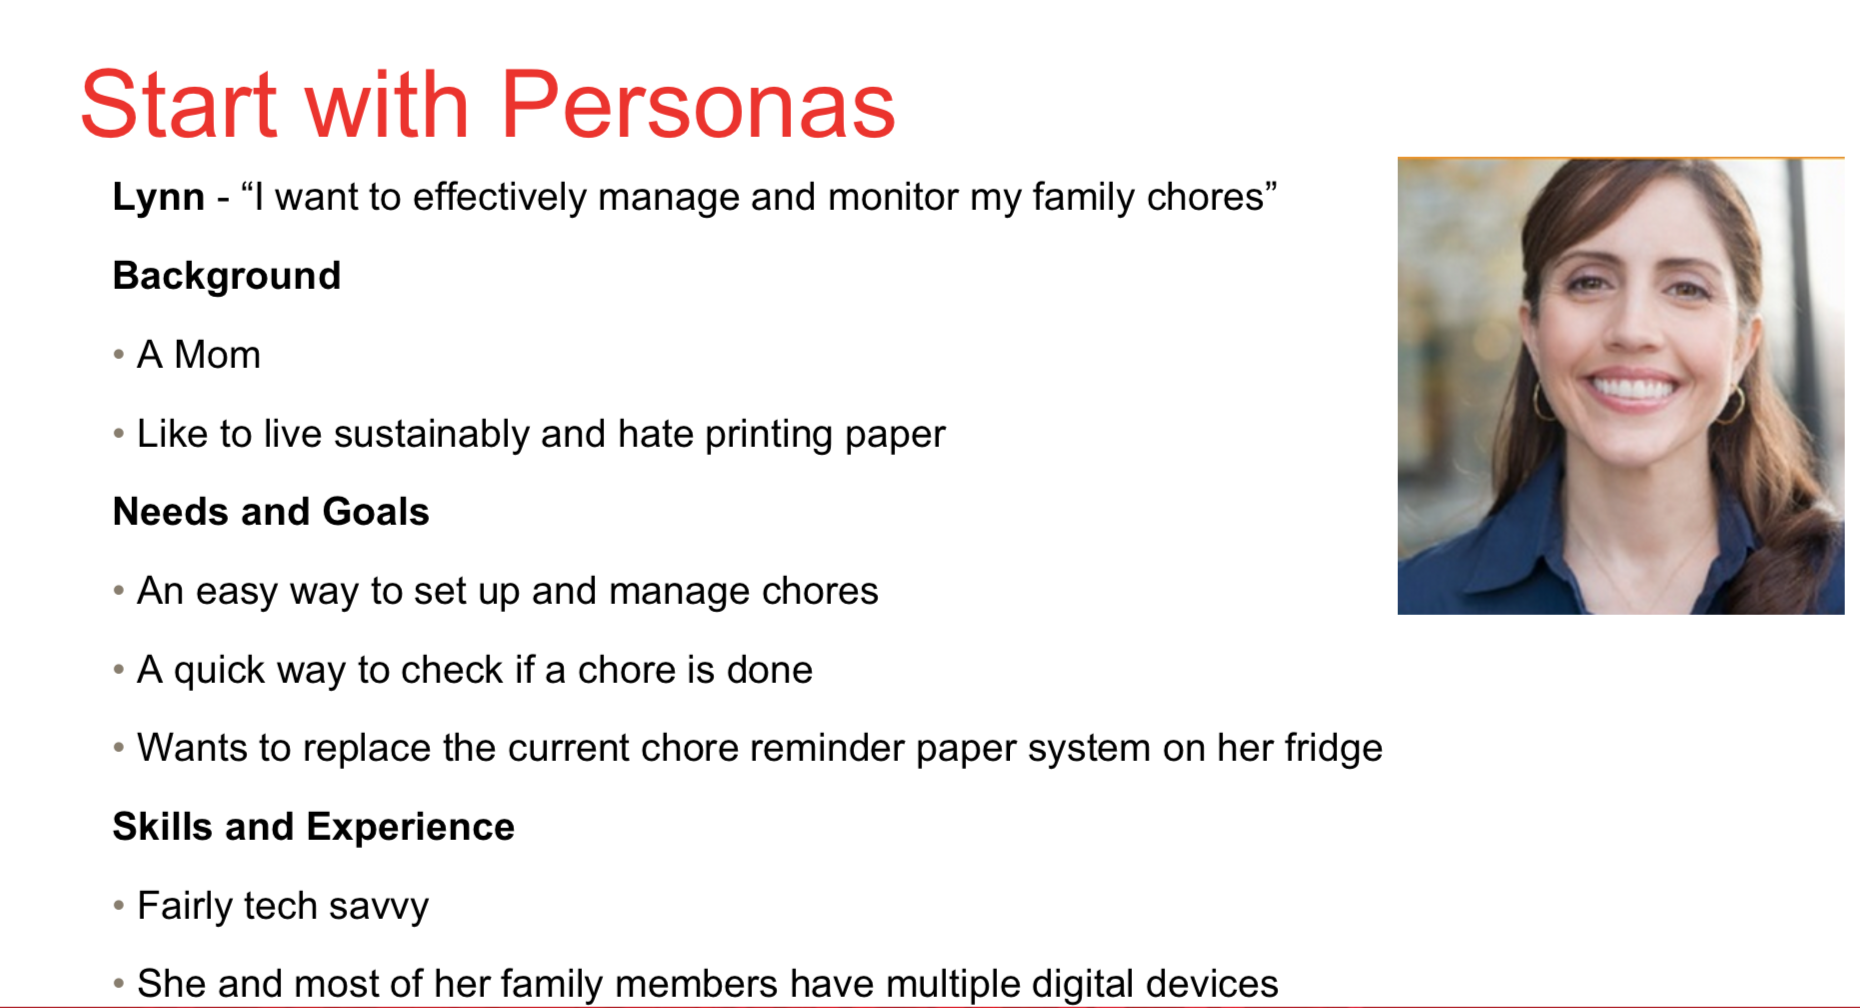 Start with Personas
Lynn - “I want to effectively manage and monitor my family chores”
Background
• A Mom
• Like to live sustainably and hate printing paper
Needs and Goals
• An easy way to set up and manage chores
• A quick way to check if a chore is done
• Wants to replace the current chore reminder paper system on her fridge
Skills and Experience
• Fairly tech savvy
• She and most of her family members have multiple digital devices